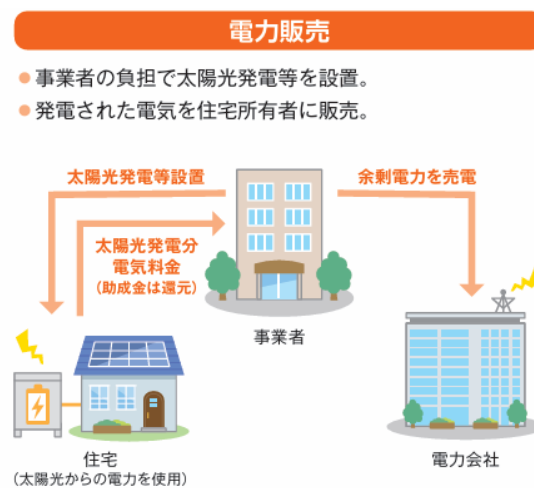 電力販売
事業者の負担で太陽光発電等を設置。
発電された電気を住宅所有者に販売。
太陽光発電等設置
余剰電力を売電
太陽光発電分
電気料金
(助成金は還元)
事業者
住宅
(太陽光からの電力を使用)
電力会社